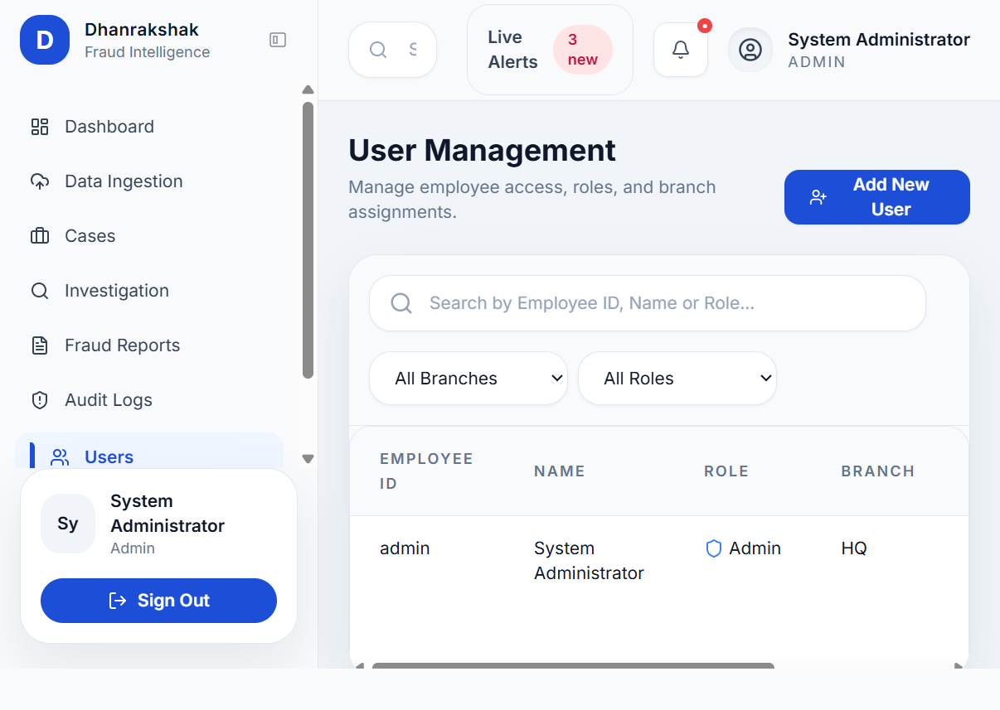 D
Dhanrakshak
Fraud Intelligence
Dashboard
Data Ingestion
Cases
Investigation
Fraud Reports
Audit Logs
Users
Sy
System
Administrator
Admin
Sign Out
S
Live
Alerts
3
new
System Administrator
ADMIN
User Management
Manage employee access, roles, and branch
assignments.
Add New
User
Search by Employee ID, Name or Role...
All Branches
All Roles
EMPLOYEE
ID
NAME
ROLE
BRANCH
admin
System
Administrator
Admin
HQ